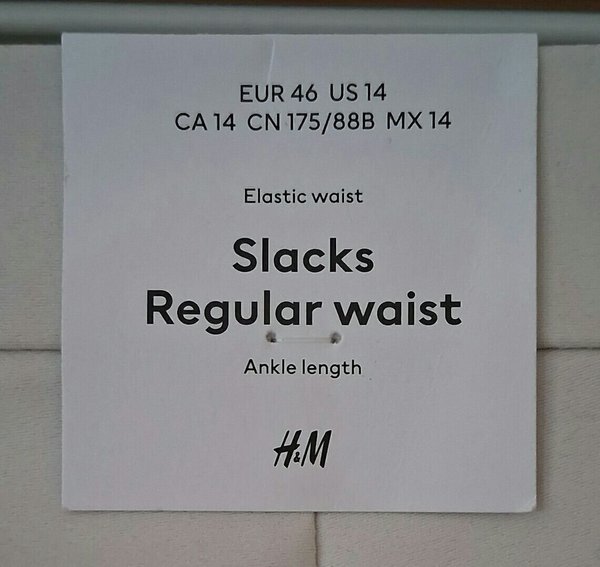 EUR 46 US 14
CA 14 CN 175/88B MX 14
Elastic waist
Slacks
Regular waist
Ankle length
H&M